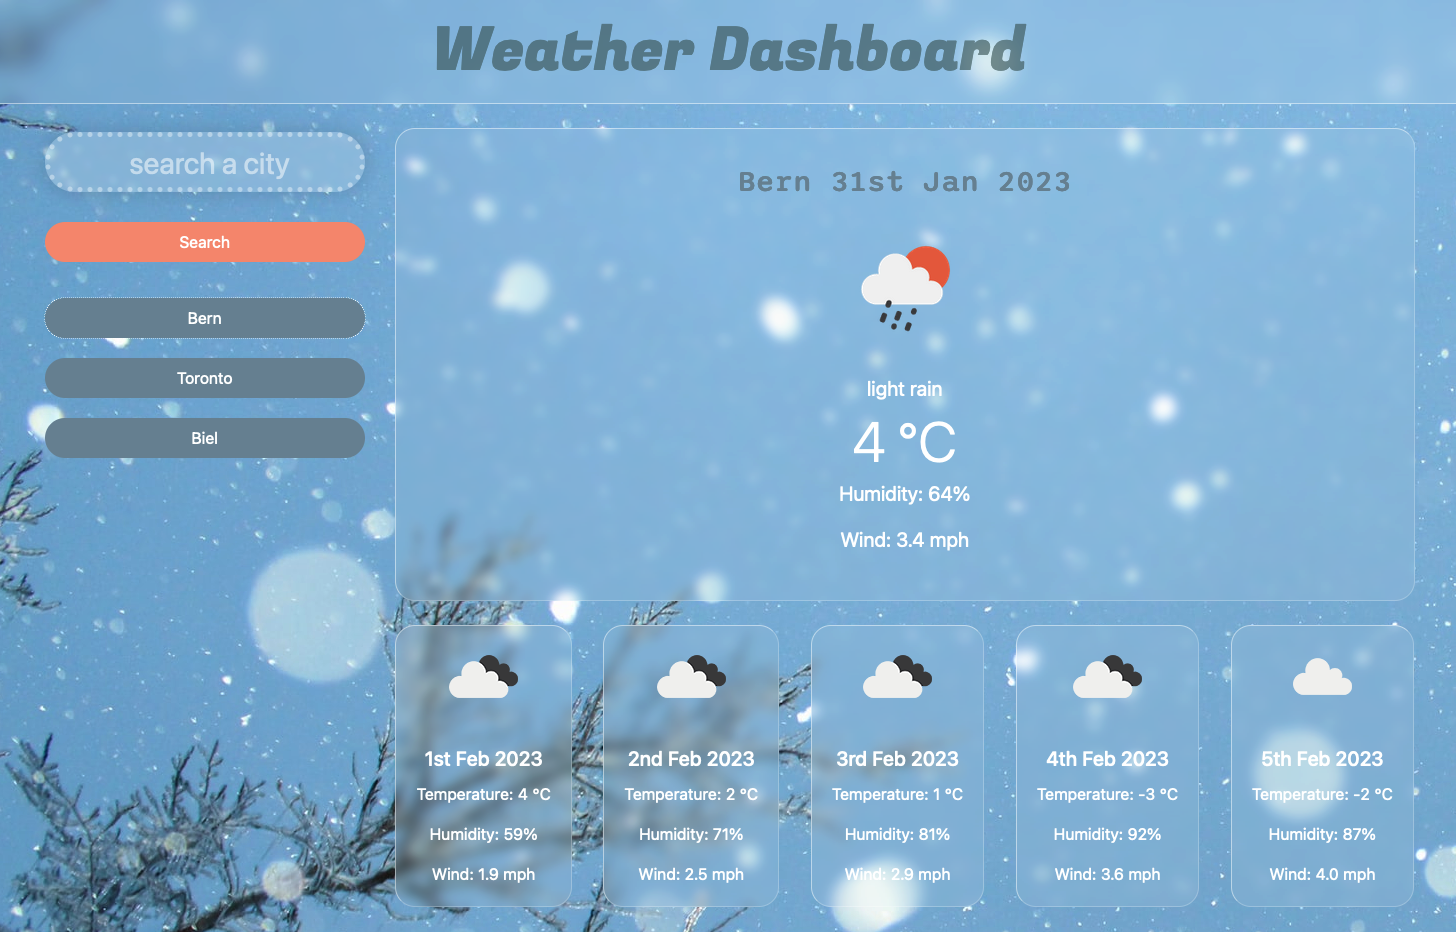 Weather Dashboard
search a city
Search
Bern
Toronto
Biel
Bern 31st Jan 2023
light rain
4 °C
Humidity: 64%
Wind: 3.4 mph
1st Feb 2023
Temperature: 4 °C
Humidity: 59%
Wind: 1.9 mph
2nd Feb 2023
Temperature: 2 °C
Humidity: 71%
Wind: 2.5 mph
3rd Feb 2023
Temperature: 1 °C
Humidity: 81%
Wind: 2.9 mph
4th Feb 2023
Temperature: -3 °C
Humidity: 92%
Wind: 3.6 mph
5th Feb 2023
Temperature: -2 °C
Humidity: 87%
Wind: 4.0 mph